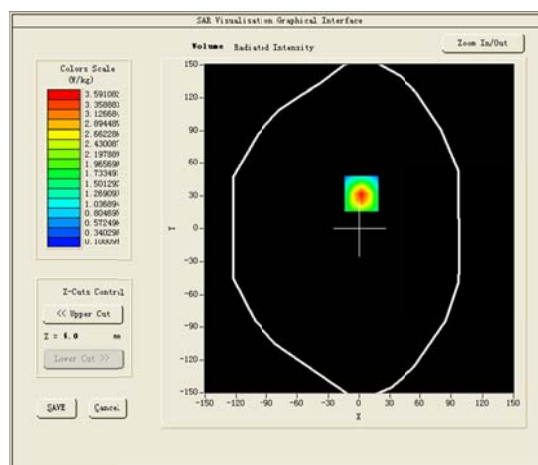 SAR Visualisation Graphical Interface
Volume Radiated Intensity
Zoom In/Out
Colors Scale
(W/kg)
3.591082
3.358883
3.126684
2.894485
2.662286
2.430087
2.197889
1.965690
1.733491
1.501292
1.269093
1.036894
0.804695
0.572496
0.340298
Z-Cuts Control
<< Upper Cut
Z = 4.0 mm
Lower Cut >>
SAVE
Cancel
150
120
90
60
30
0
-30
-60
-90
-120
-150
Y
-150 -120 -90 -60 -30 0 30 60 90 120 150
X